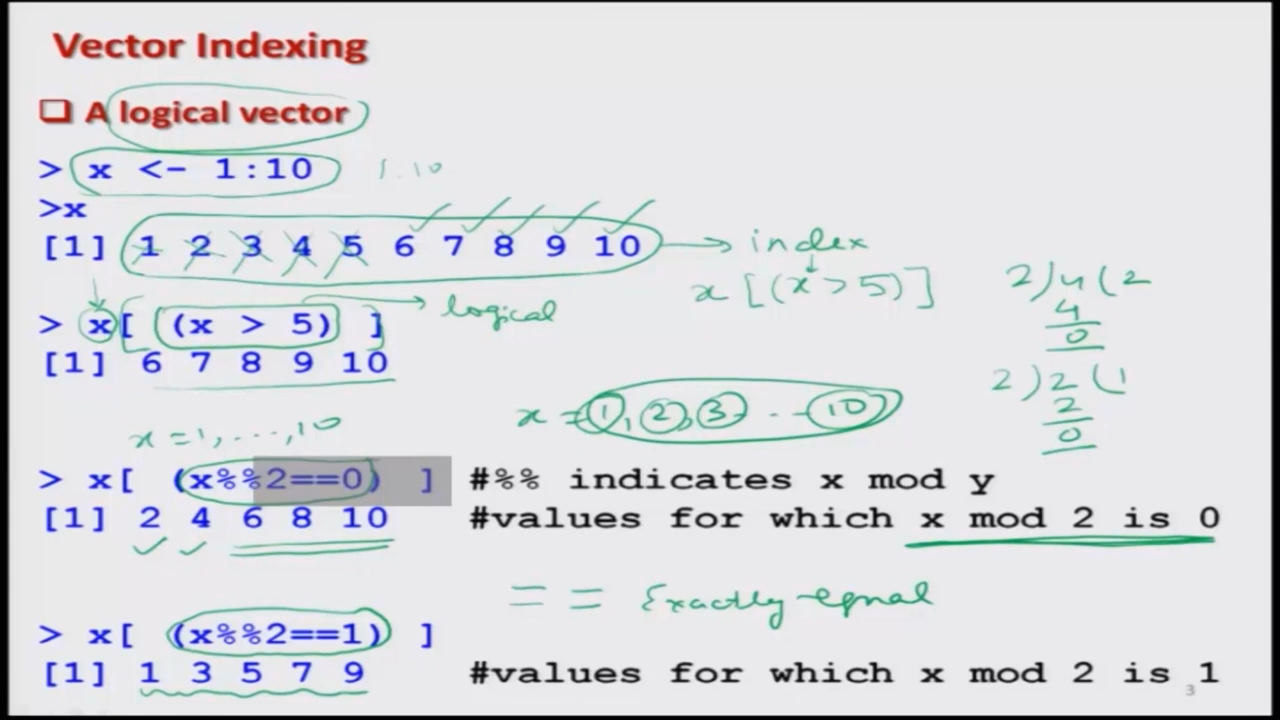 Vector Indexing
❑ A logical vector
> x <- 1:10 1.10
>x
[1] 1 2 3 4 5 6 7 8 9 10 → index
x [(x > 5)]
> x[ (x > 5) ] → logical
[1] 6 7 8 9 10
2)4(2
4
0
2)2(1
2
0
x = 1, 2, 3 - - 10
x = 1, ..., 10
> x[ (x%%2==0) ] #%% indicates x mod y
[1] 2 4 6 8 10 #values for which x mod 2 is 0
== Exactly equal
> x[ (x%%2==1) ]
[1] 1 3 5 7 9 #values for which x mod 2 is 1
3